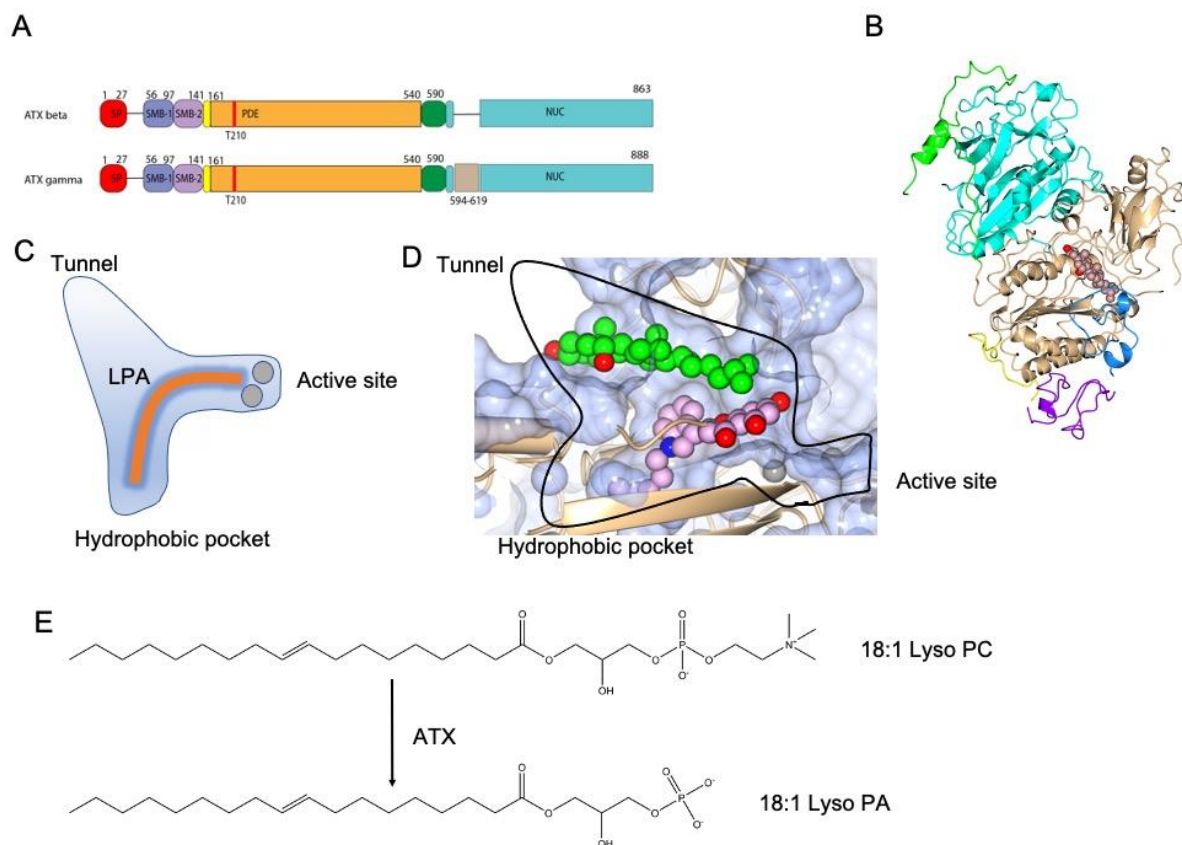 A
B
1 27 56 97 141 161 540 590 863
ATX beta SP SMB-1 SMB-2 PDE NUC
T210
1 27 56 97 141 161 540 590 888
ATX gamma SP SMB-1 SMB-2 NUC
T210 594-619
C
Tunnel
LPA
Active site
Hydrophobic pocket
D
Tunnel
Active site
Hydrophobic pocket
E
O O
O O P O N+
OH O-
18:1 Lyso PC
ATX
O O
O O P O-
OH O-
18:1 Lyso PA